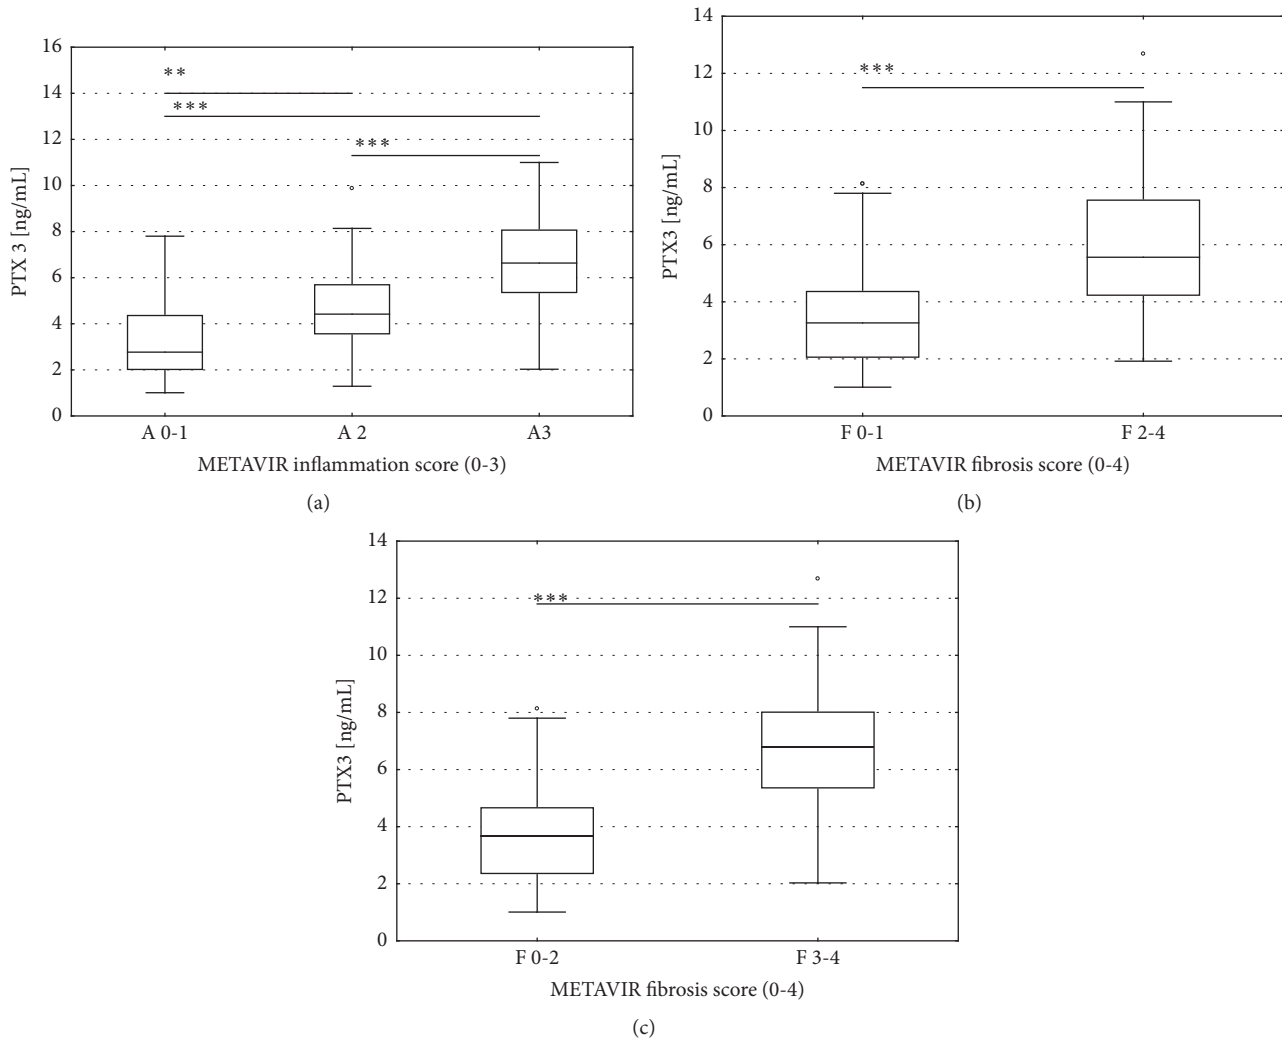 PTX 3 [ng/mL]
16
14
12
10
8
6
4
2
0
**
***
***
A 0-1 A 2 A3
METAVIR inflammation score (0-3)
(a)
PTX3 [ng/mL]
14
12
10
8
6
4
2
0
***
F 0-1 F 2-4
METAVIR fibrosis score (0-4)
(b)
PTX3 [ng/mL]
14
12
10
8
6
4
2
0
***
F 0-2 F 3-4
METAVIR fibrosis score (0-4)
(c)